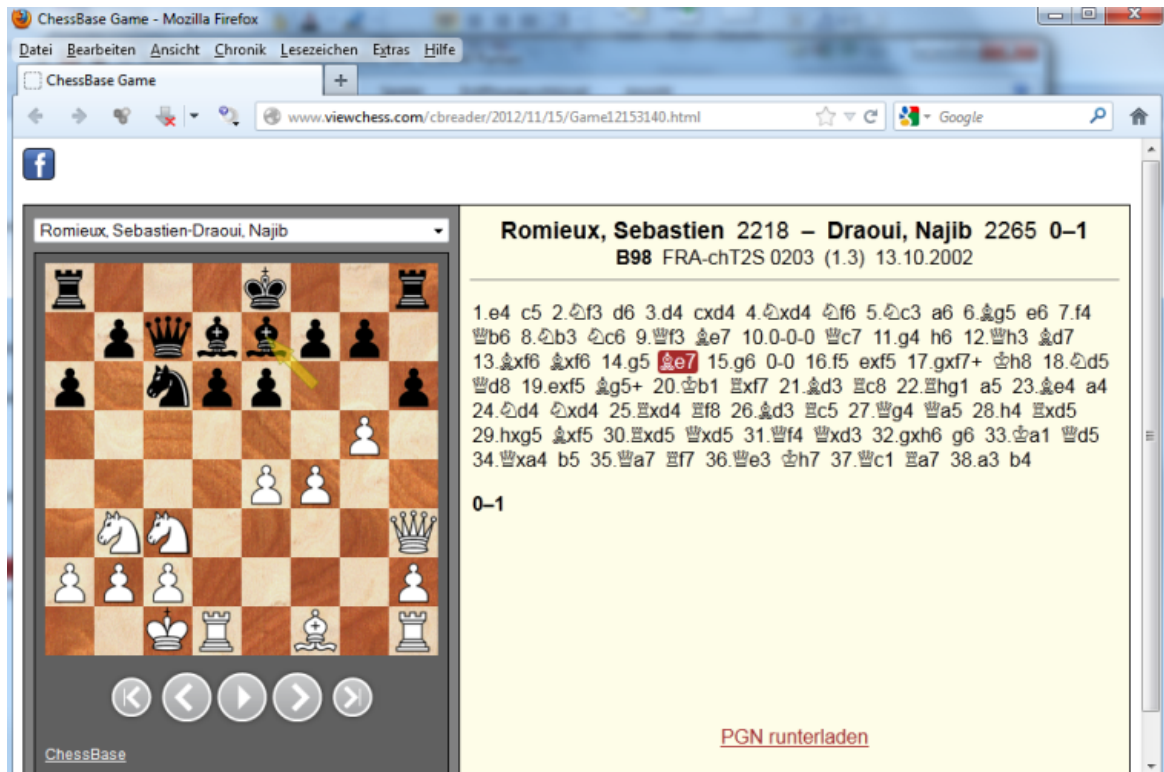 ChessBase Game - Mozilla Firefox
Datei Bearbeiten Ansicht Chronik Lesezeichen Extras Hilfe
ChessBase Game
www.viewchess.com/cbreader/2012/11/15/Game12153140.html
Google
f
Romieux, Sebastien-Draoui, Najib
Romieux, Sebastien 2218 – Draoui, Najib 2265 0–1
B98 FRA-chT2S 0203 (1.3) 13.10.2002
1.e4 c5 2.♘f3 d6 3.d4 cxd4 4.♘xd4 ♘f6 5.♘c3 a6 6.♗g5 e6 7.f4
♕b6 8.♘b3 ♘c6 9.♕f3 ♗e7 10.0-0-0 ♕c7 11.g4 h6 12.♕h3 ♗d7
13.♗xf6 ♗xf6 14.g5 ♗e7 15.g6 0-0 16.f5 exf5 17.gxf7+ ♔h8 18.♘d5
♕d8 19.exf5 ♗g5+ 20.♔b1 ♖xf7 21.♗d3 ♖c8 22.♖hg1 a5 23.♗e4 a4
24.♘d4 ♘xd4 25.♖xd4 ♖f8 26.♗d3 ♖c5 27.♕g4 ♕a5 28.h4 ♖xd5
29.hxg5 ♗xf5 30.♖xd5 ♕xd5 31.♕f4 ♕xd3 32.gxh6 g6 33.♔a1 ♕d5
34.♕xa4 b5 35.♕a7 ♖f7 36.♕e3 ♔h7 37.♕c1 ♖a7 38.a3 b4
0–1
PGN runterladen
ChessBase